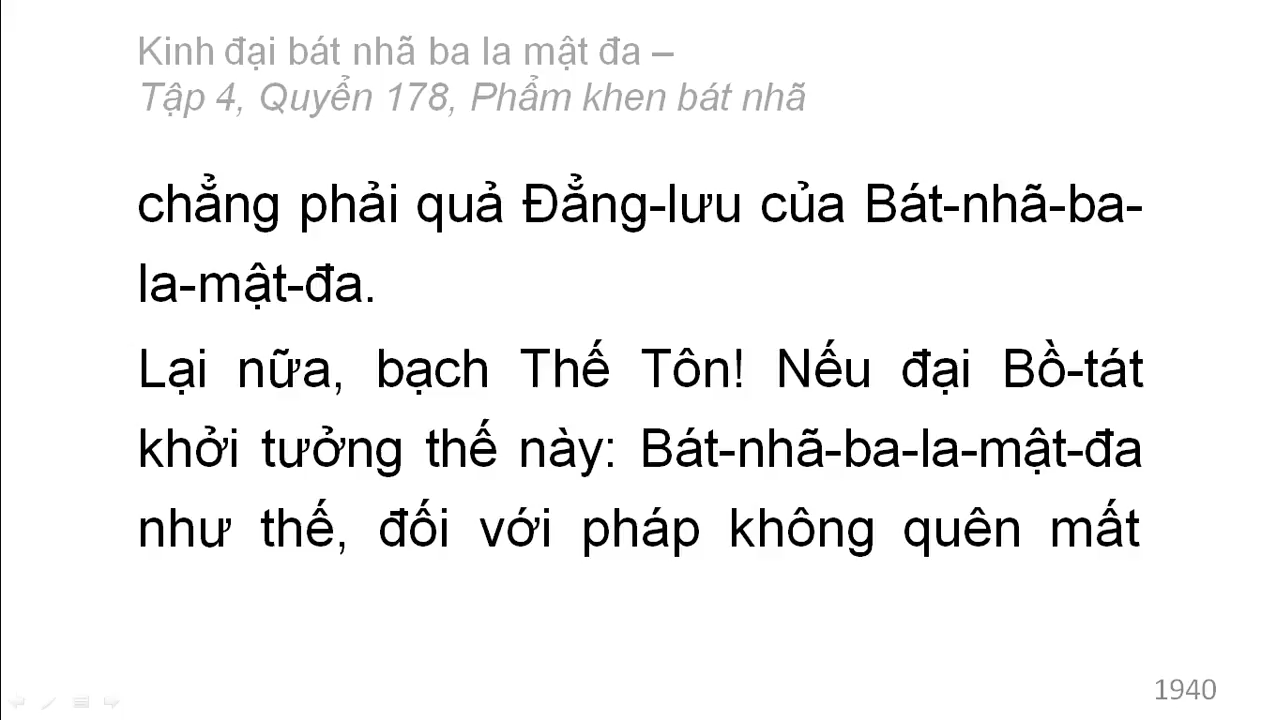 Kinh đại bát nhã ba la mật đa –
Tập 4, Quyển 178, Phẩm khen bát nhã
chẳng phải quả Đẳng-lưu của Bát-nhã-ba-
la-mật-đa.
Lại nữa, bạch Thế Tôn! Nếu đại Bồ-tát
khởi tưởng thế này: Bát-nhã-ba-la-mật-đa
như thế, đối với pháp không quên mất
1940